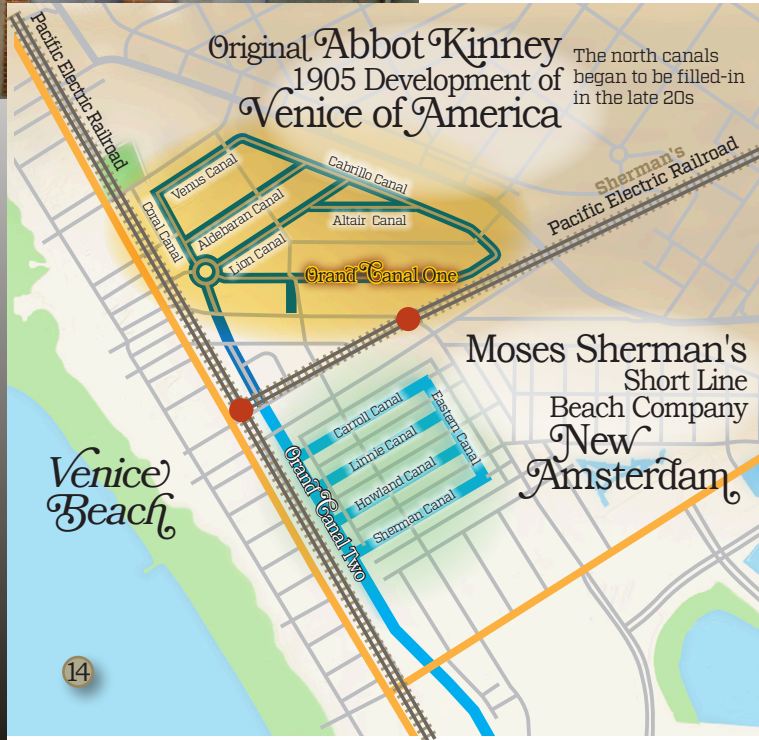 Original Abbot Kinney
1905 Development of
Venice of America
The north canals
began to be filled-in
in the late 20s
Pacific Electric Railroad
Sherman's
Pacific Electric Railroad
Venus Canal
Cabrillo Canal
Coral Canal
Aldebaran Canal
Altair Canal
Lion Canal
Grand Canal One
Moses Sherman's
Short Line
Beach Company
New
Amsterdam
Carroll Canal
Eastern Canal
Linnie Canal
Howland Canal
Sherman Canal
Grand Canal Two
Venice
Beach
14